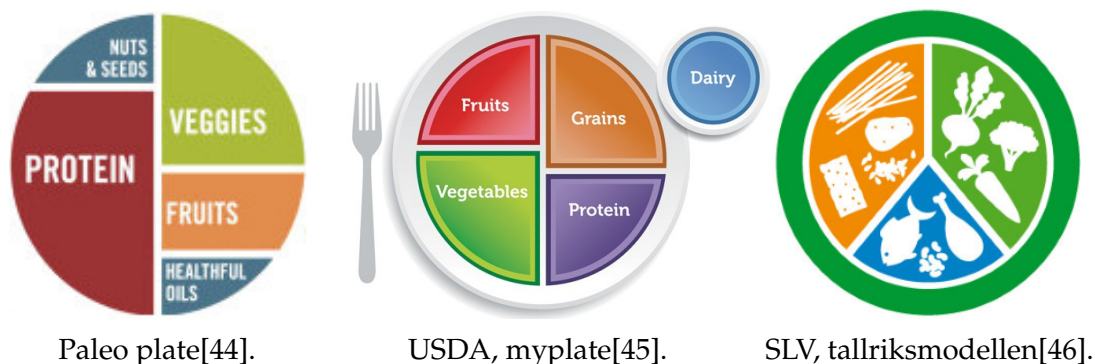 NUTS
& SEEDS
VEGGIES
PROTEIN
FRUITS
HEALTHFUL
OILS
Fruits
Grains
Dairy
Vegetables
Protein
Paleo plate[44].
USDA, myplate[45].
SLV, tallriksmodellen[46].